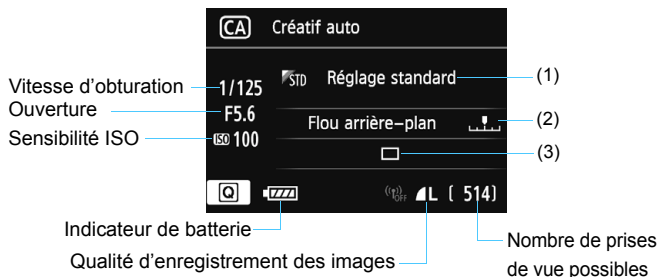 CA Créatif auto
Vitesse d'obturation 1/125 STD Réglage standard (1)
Ouverture F5.6
Flou arrière-plan (2)
Sensibilité ISO ISO 100
(3)
Q OFF L [ 514]
Indicateur de batterie
Qualité d'enregistrement des images
Nombre de prises
de vue possibles